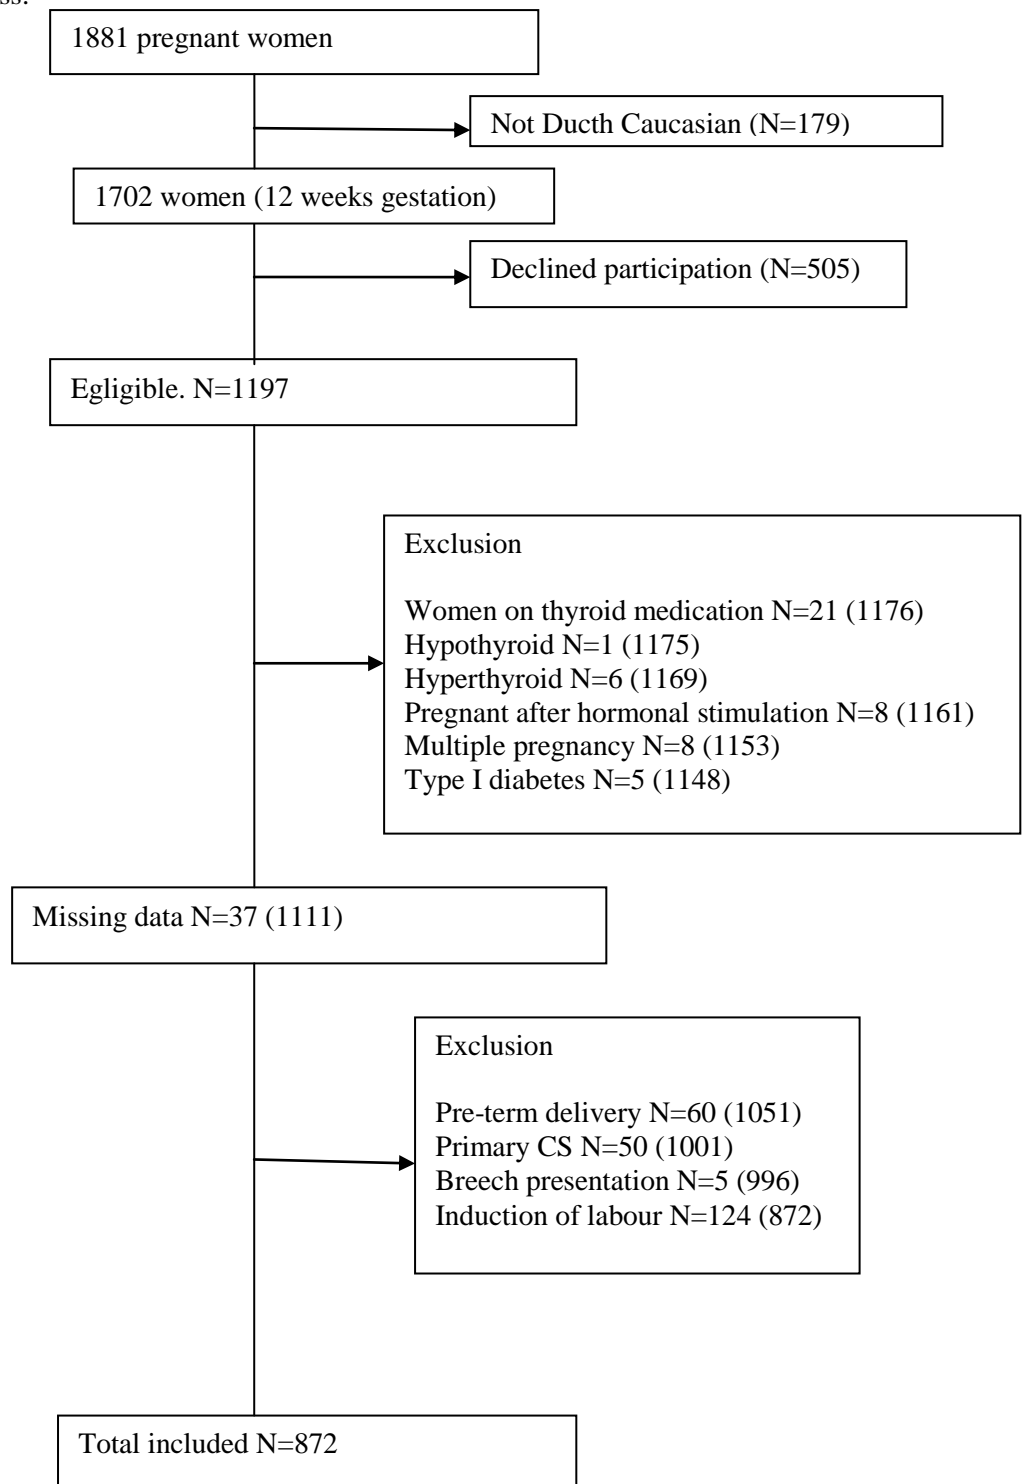 ss.
1881 pregnant women
Not Ducth Caucasian (N=179)
1702 women (12 weeks gestation)
Declined participation (N=505)
Egligible. N=1197
Exclusion
Women on thyroid medication N=21 (1176)
Hypothyroid N=1 (1175)
Hyperthyroid N=6 (1169)
Pregnant after hormonal stimulation N=8 (1161)
Multiple pregnancy N=8 (1153)
Type I diabetes N=5 (1148)
Missing data N=37 (1111)
Exclusion
Pre-term delivery N=60 (1051)
Primary CS N=50 (1001)
Breech presentation N=5 (996)
Induction of labour N=124 (872)
Total included N=872